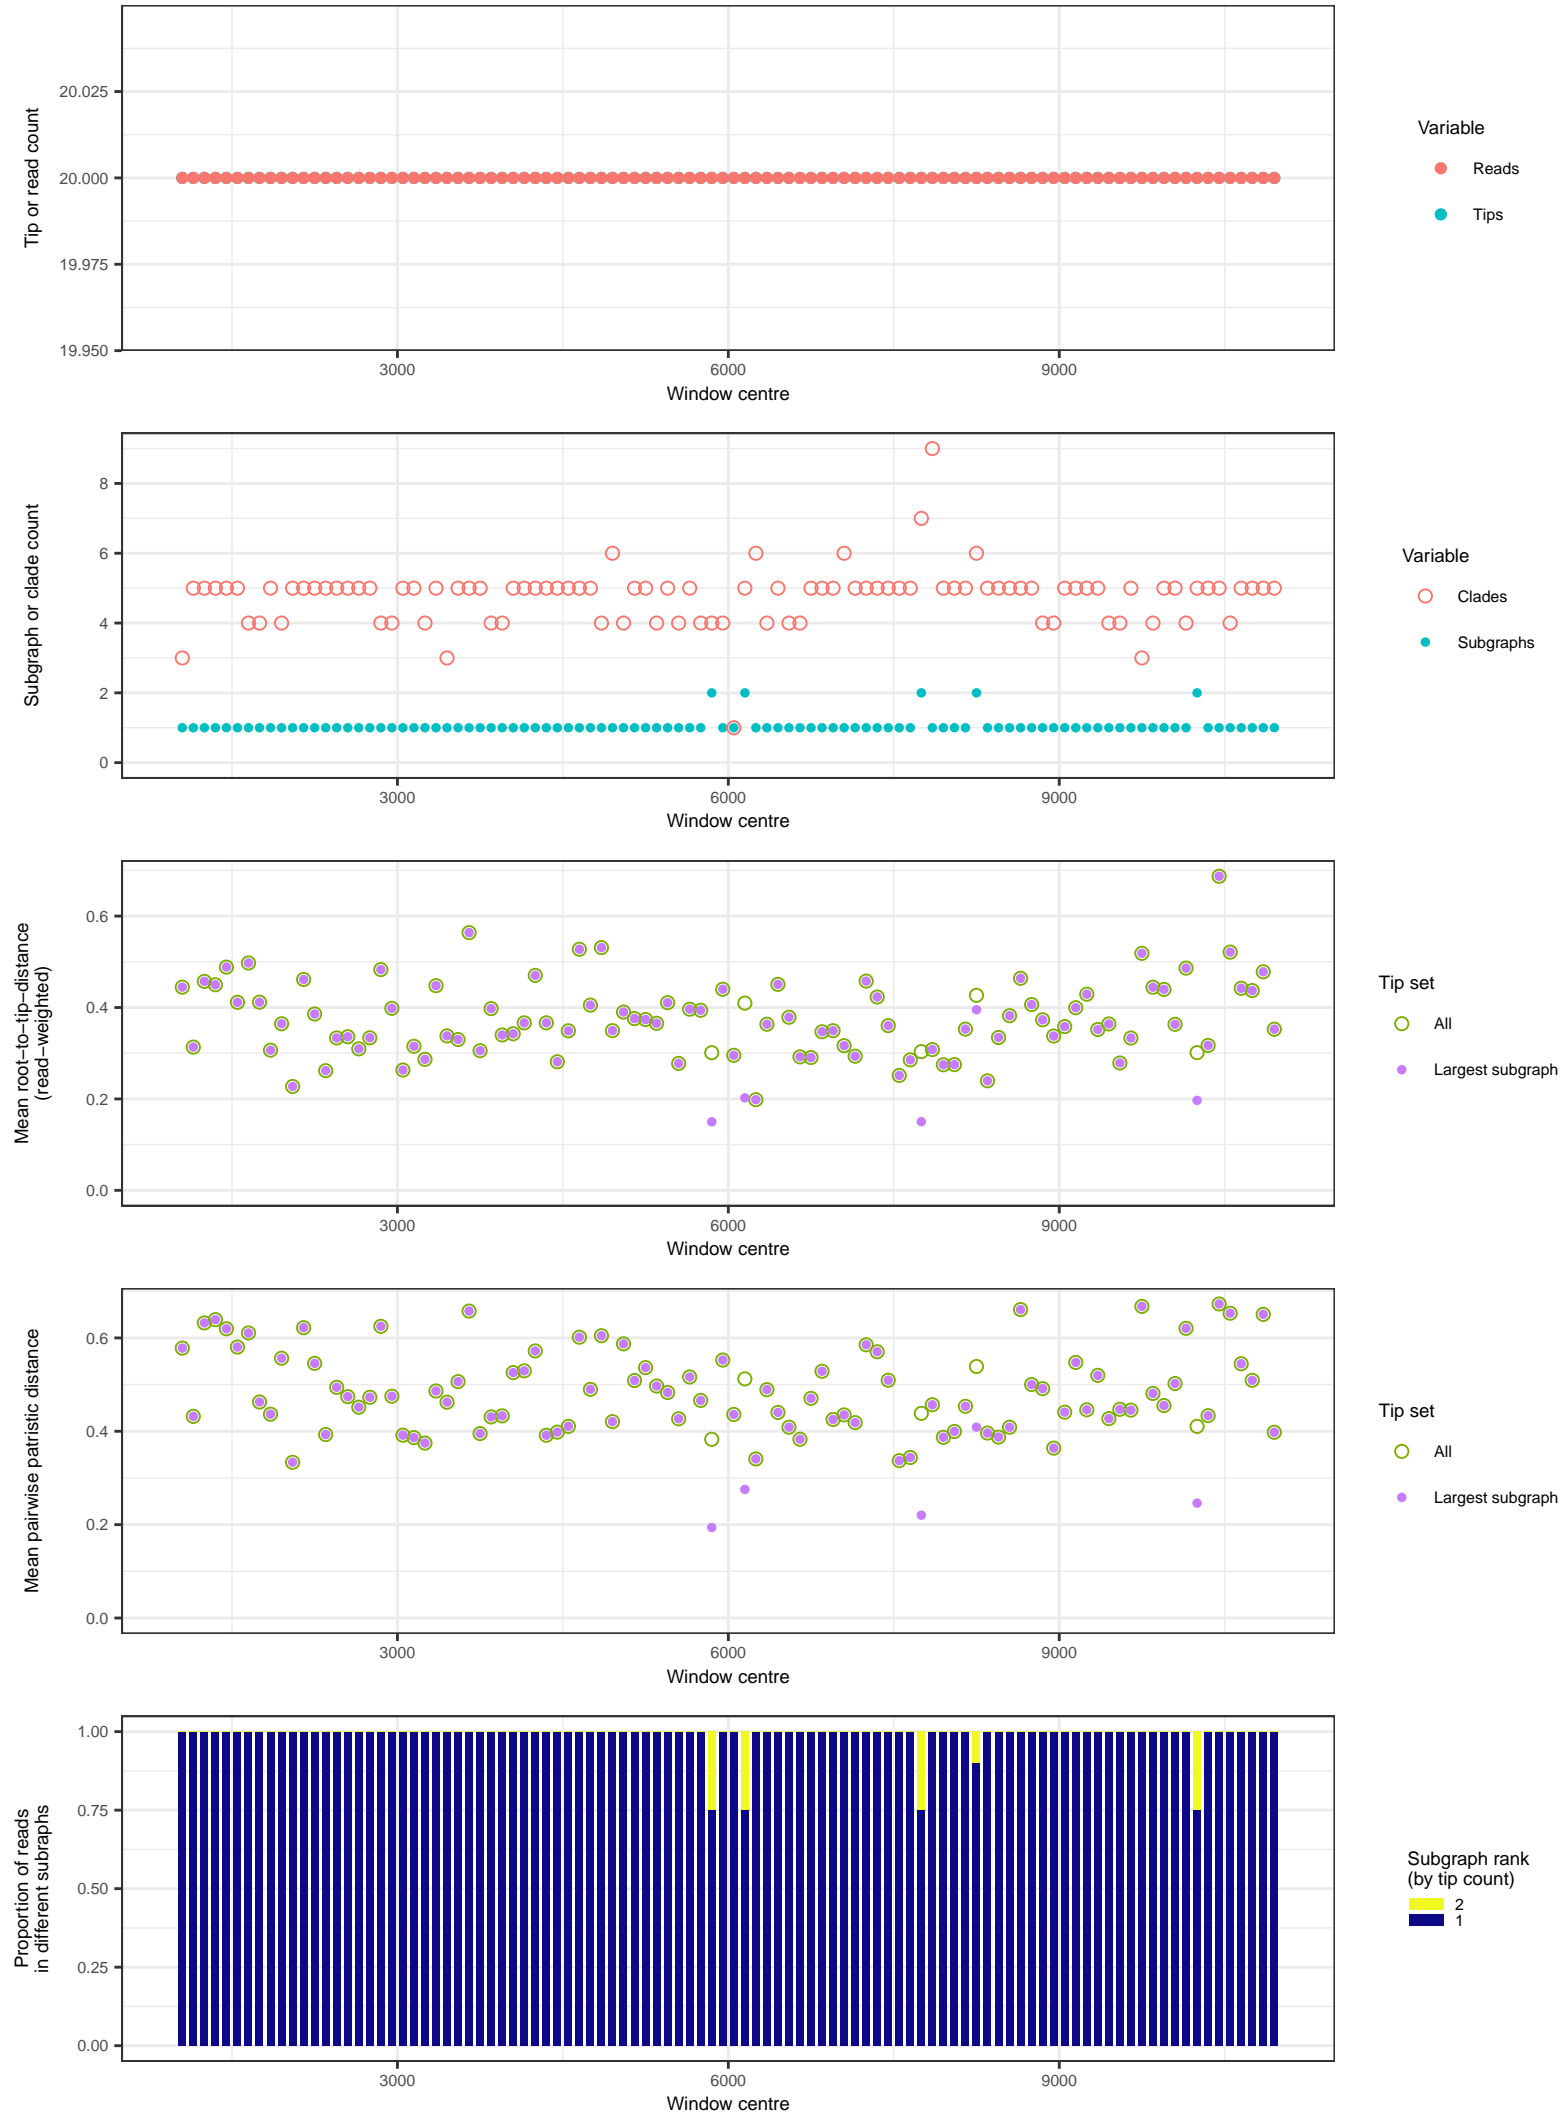 20.025
20.000
19.975
19.950
Tip or read count
3000
6000
9000
Window centre
Variable
Reads
Tips
8
6
4
2
0
Subgraph or clade count
3000
6000
9000
Window centre
Variable
Clades
Subgraphs
0.6
0.4
0.2
0.0
Mean root−to−tip−distance
(read−weighted)
3000
6000
9000
Window centre
Tip set
All
Largest subgraph
0.6
0.4
0.2
0.0
Mean pairwise patristic distance
3000
6000
9000
Window centre
Tip set
All
Largest subgraph
1.00
0.75
0.50
0.25
0.00
Proportion of reads
in different subraphs
3000
6000
9000
Window centre
Subgraph rank
(by tip count)
2
1